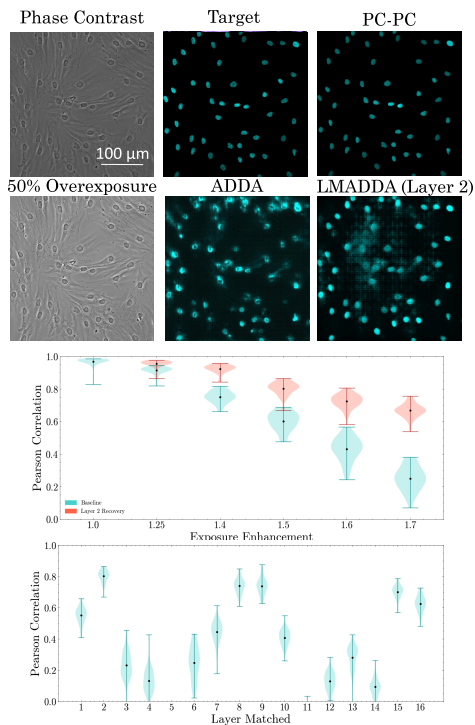 Phase Contrast
Target
PC-PC
100 μm
50% Overexposure
ADDA
LMADDA (Layer 2)
Pearson Correlation
1.0
0.8
0.6
0.4
0.2
0.0
Baseline
Layer 2 Recovery
1.0 1.25 1.4 1.5 1.6 1.7
Exposure Enhancement
Pearson Correlation
1.0
0.8
0.6
0.4
0.2
0.0
1 2 3 4 5 6 7 8 9 10 11 12 13 14 15 16
Layer Matched